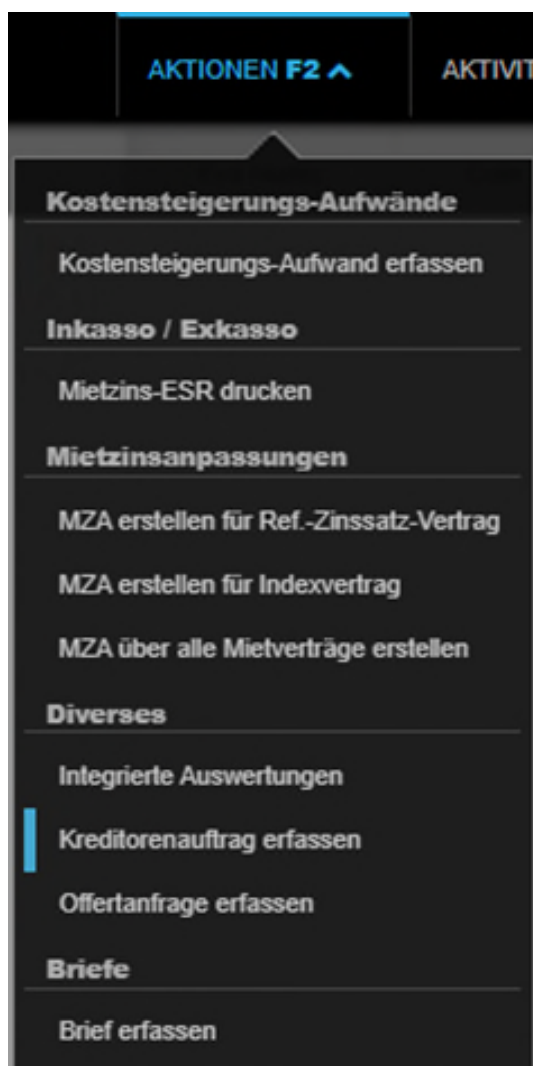 AKTIONEN F2 AKTIVIT
Kostensteigerungs-Aufwände
Kostensteigerungs-Aufwand erfassen
Inkasso / Exkasso
Mietzins-ESR drucken
Mietzinsanpassungen
MZA erstellen für Ref.-Zinssatz-Vertrag
MZA erstellen für Indexvertrag
MZA über alle Mietverträge erstellen
Diverses
Integrierte Auswertungen
Kreditorenauftrag erfassen
Offertanfrage erfassen
Briefe
Brief erfassen